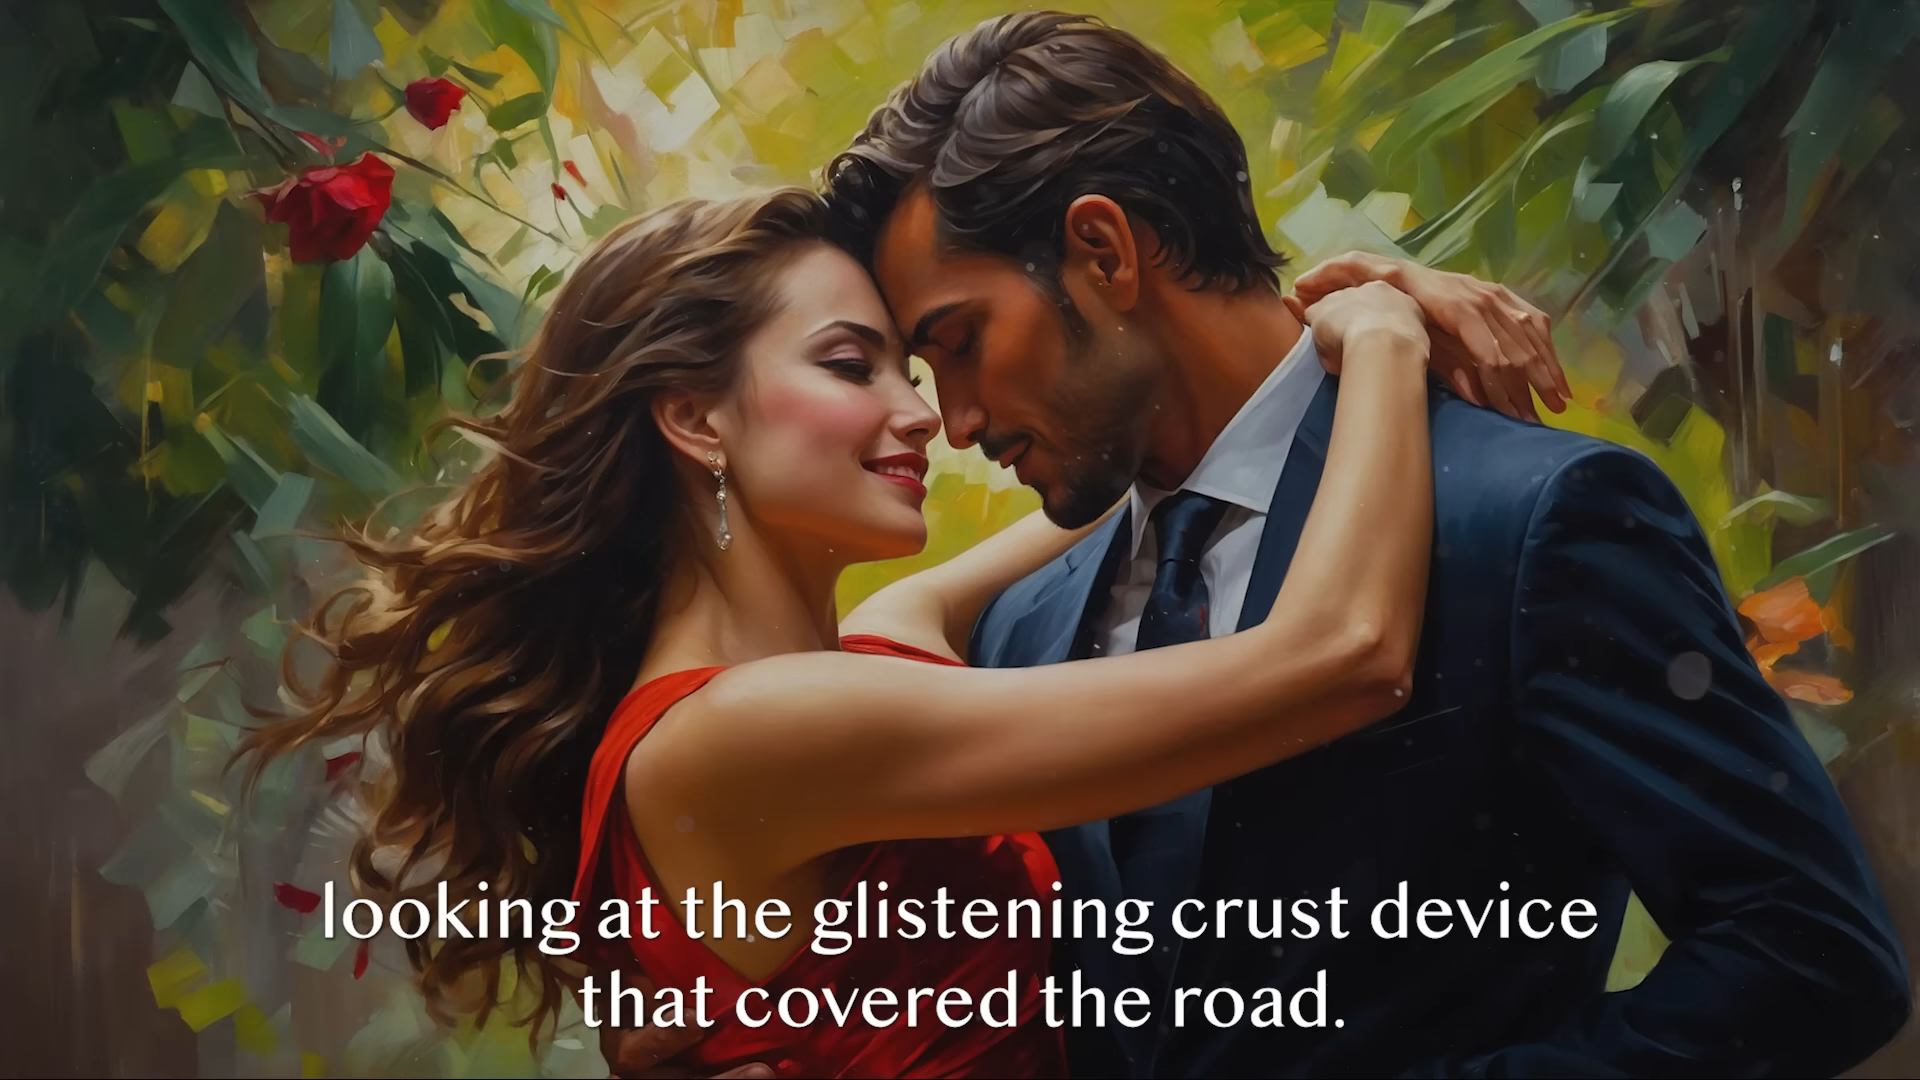 looking at the glistening crust device
that covered the road.